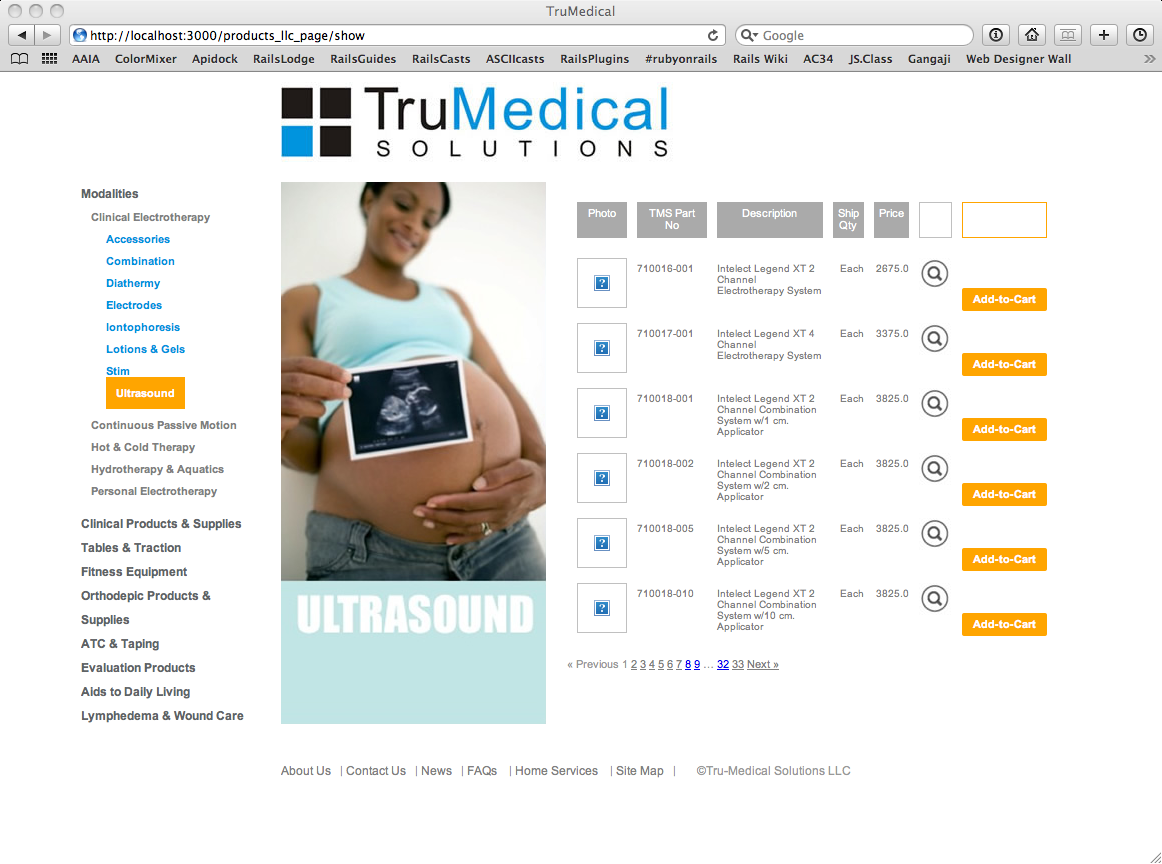 TruMedical
http://localhost:3000/products_llc_page/show
Google
AAIA ColorMixer Apidock RailsLodge RailsGuides RailsCasts ASCIIcasts RailsPlugins #rubyonrails Rails Wiki AC34 JS.Class Gangaji Web Designer Wall
TruMedical
SOLUTIONS
Modalities
Clinical Electrotherapy
Accessories
Combination
Diathermy
Electrodes
Iontophoresis
Lotions & Gels
Stim
Ultrasound
Continuous Passive Motion
Hot & Cold Therapy
Hydrotherapy & Aquatics
Personal Electrotherapy
Clinical Products & Supplies
Tables & Traction
Fitness Equipment
Orthodepic Products &
Supplies
ATC & Taping
Evaluation Products
Aids to Daily Living
Lymphedema & Wound Care
ULTRASOUND
Photo TMS Part Description Ship Price
No Qty
710016-001 Intelect Legend XT 2 Each 2675.0
Channel
Electrotherapy System
Add-to-Cart
710017-001 Intelect Legend XT 4 Each 3375.0
Channel
Electrotherapy System
Add-to-Cart
710018-001 Intelect Legend XT 2 Each 3825.0
Channel Combination
System w/1 cm.
Applicator
Add-to-Cart
710018-002 Intelect Legend XT 2 Each 3825.0
Channel Combination
System w/2 cm.
Applicator
Add-to-Cart
710018-005 Intelect Legend XT 2 Each 3825.0
Channel Combination
System w/5 cm.
Applicator
Add-to-Cart
710018-010 Intelect Legend XT 2 Each 3825.0
Channel Combination
System w/10 cm.
Applicator
Add-to-Cart
« Previous 1 2 3 4 5 6 7 8 9 … 32 33 Next »
About Us | Contact Us | News | FAQs | Home Services | Site Map | ©Tru-Medical Solutions LLC